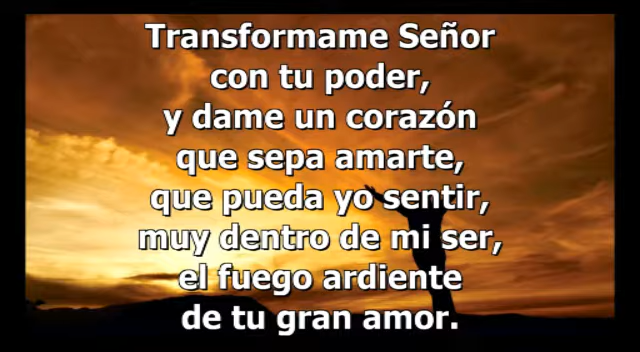 Transformame Señor
con tu poder,
y dame un corazón
que sepa amarte,
que pueda yo sentir,
muy dentro de mi ser,
el fuego ardiente
de tu gran amor.